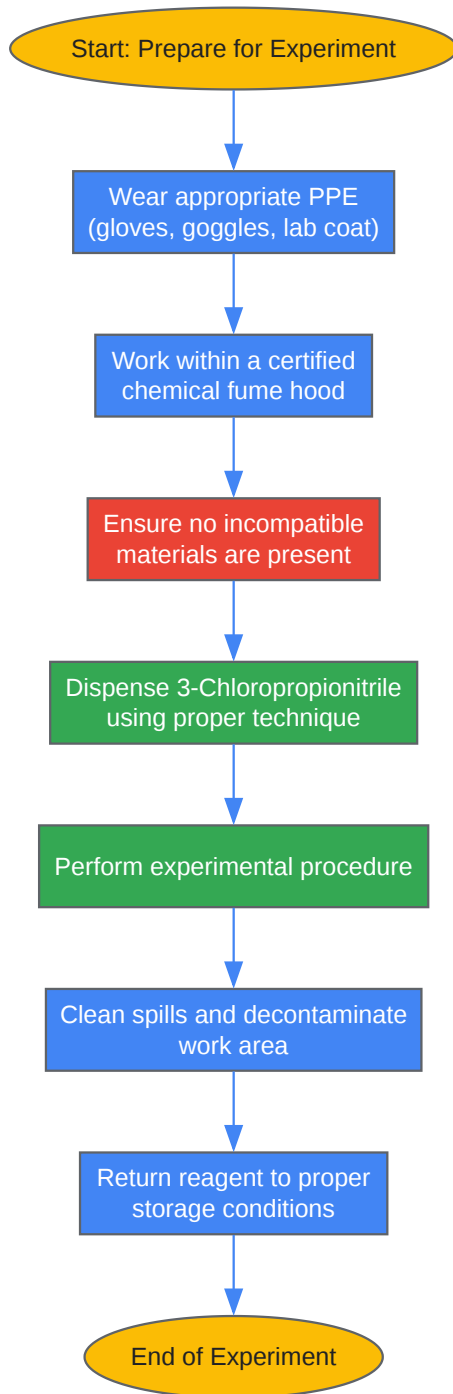 Start: Prepare for Experiment
Wear appropriate PPE
(gloves, goggles, lab coat)
Work within a certified
chemical fume hood
Ensure no incompatible
materials are present
Dispense 3-Chloropropionitrile
using proper technique
Perform experimental procedure
Clean spills and decontaminate
work area
Return reagent to proper
storage conditions
End of Experiment